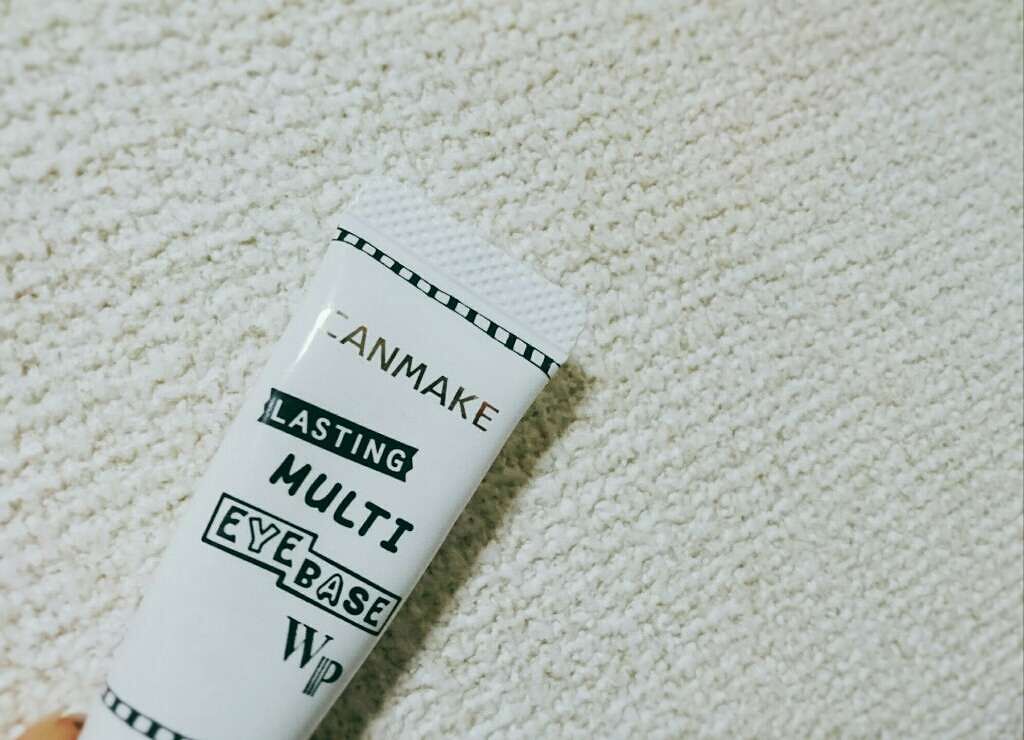 CANMAKE
LASTING
MULTI
EYE
BASE
WP